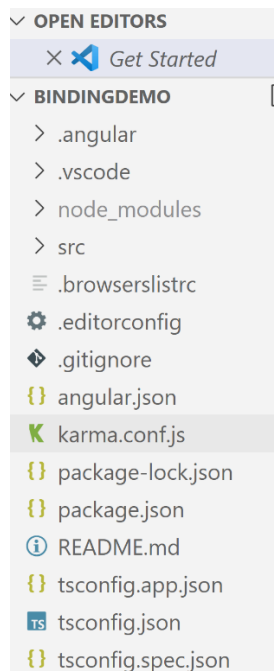 OPEN EDITORS
Get Started
BINDINGDEMO
.angular
.vscode
node_modules
src
.browserslistrc
.editorconfig
.gitignore
angular.json
karma.conf.js
package-lock.json
package.json
README.md
tsconfig.app.json
TS tsconfig.json
tsconfig.spec.json